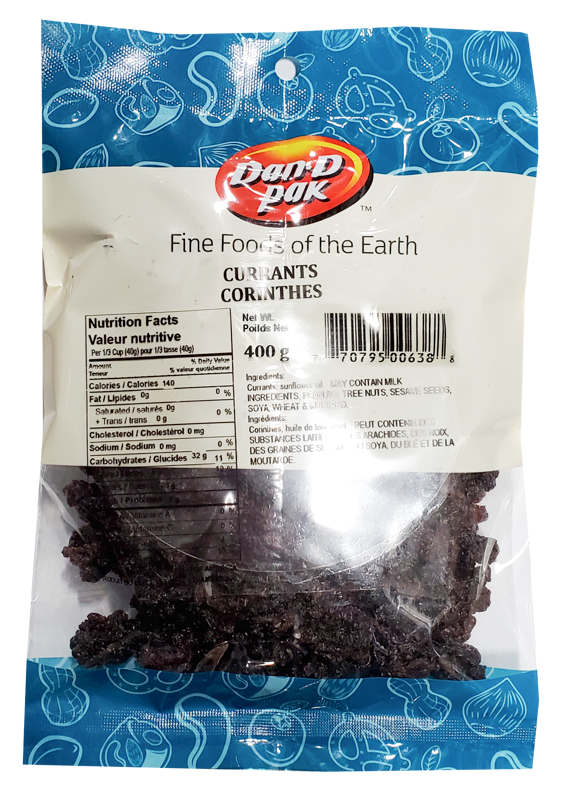 Dan-D
pak
TM
Fine Foods of the Earth
CURRANTS
CORINTHES
Nutrition Facts
Valeur nutritive
Per 1/3 Cup (40g) pour 1/3 tasse (40g)
Amount % Daily Value
Teneur % valeur quotidienne
Calories / Calories 140
Fat / Lipides 0g 0 %
Saturated / saturés 0g 0 %
+ Trans / trans 0 g
Cholesterol / Cholestérol 0 mg
Sodium / Sodium 0 mg 0 %
Carbohydrates / Glucides 32 g 11 %
Protéines
Vitamine A 0 %
Net Wt.
Poilds Net
400 g
7 70795 00638 8
Ingredients:
Currants, sunflower oil MAY CONTAIN MILK
INGREDIENTS, TREE NUTS, SESAME SEEDS,
SOYA, WHEAT &
Ingrédients:
Corinthes, huile de PEUT CONTENIR
SUBSTANCES ARACHIDES, NOIX,
DES GRAINES DE SOYA, DU BLÉ ET DE LA
MOUTARDE.